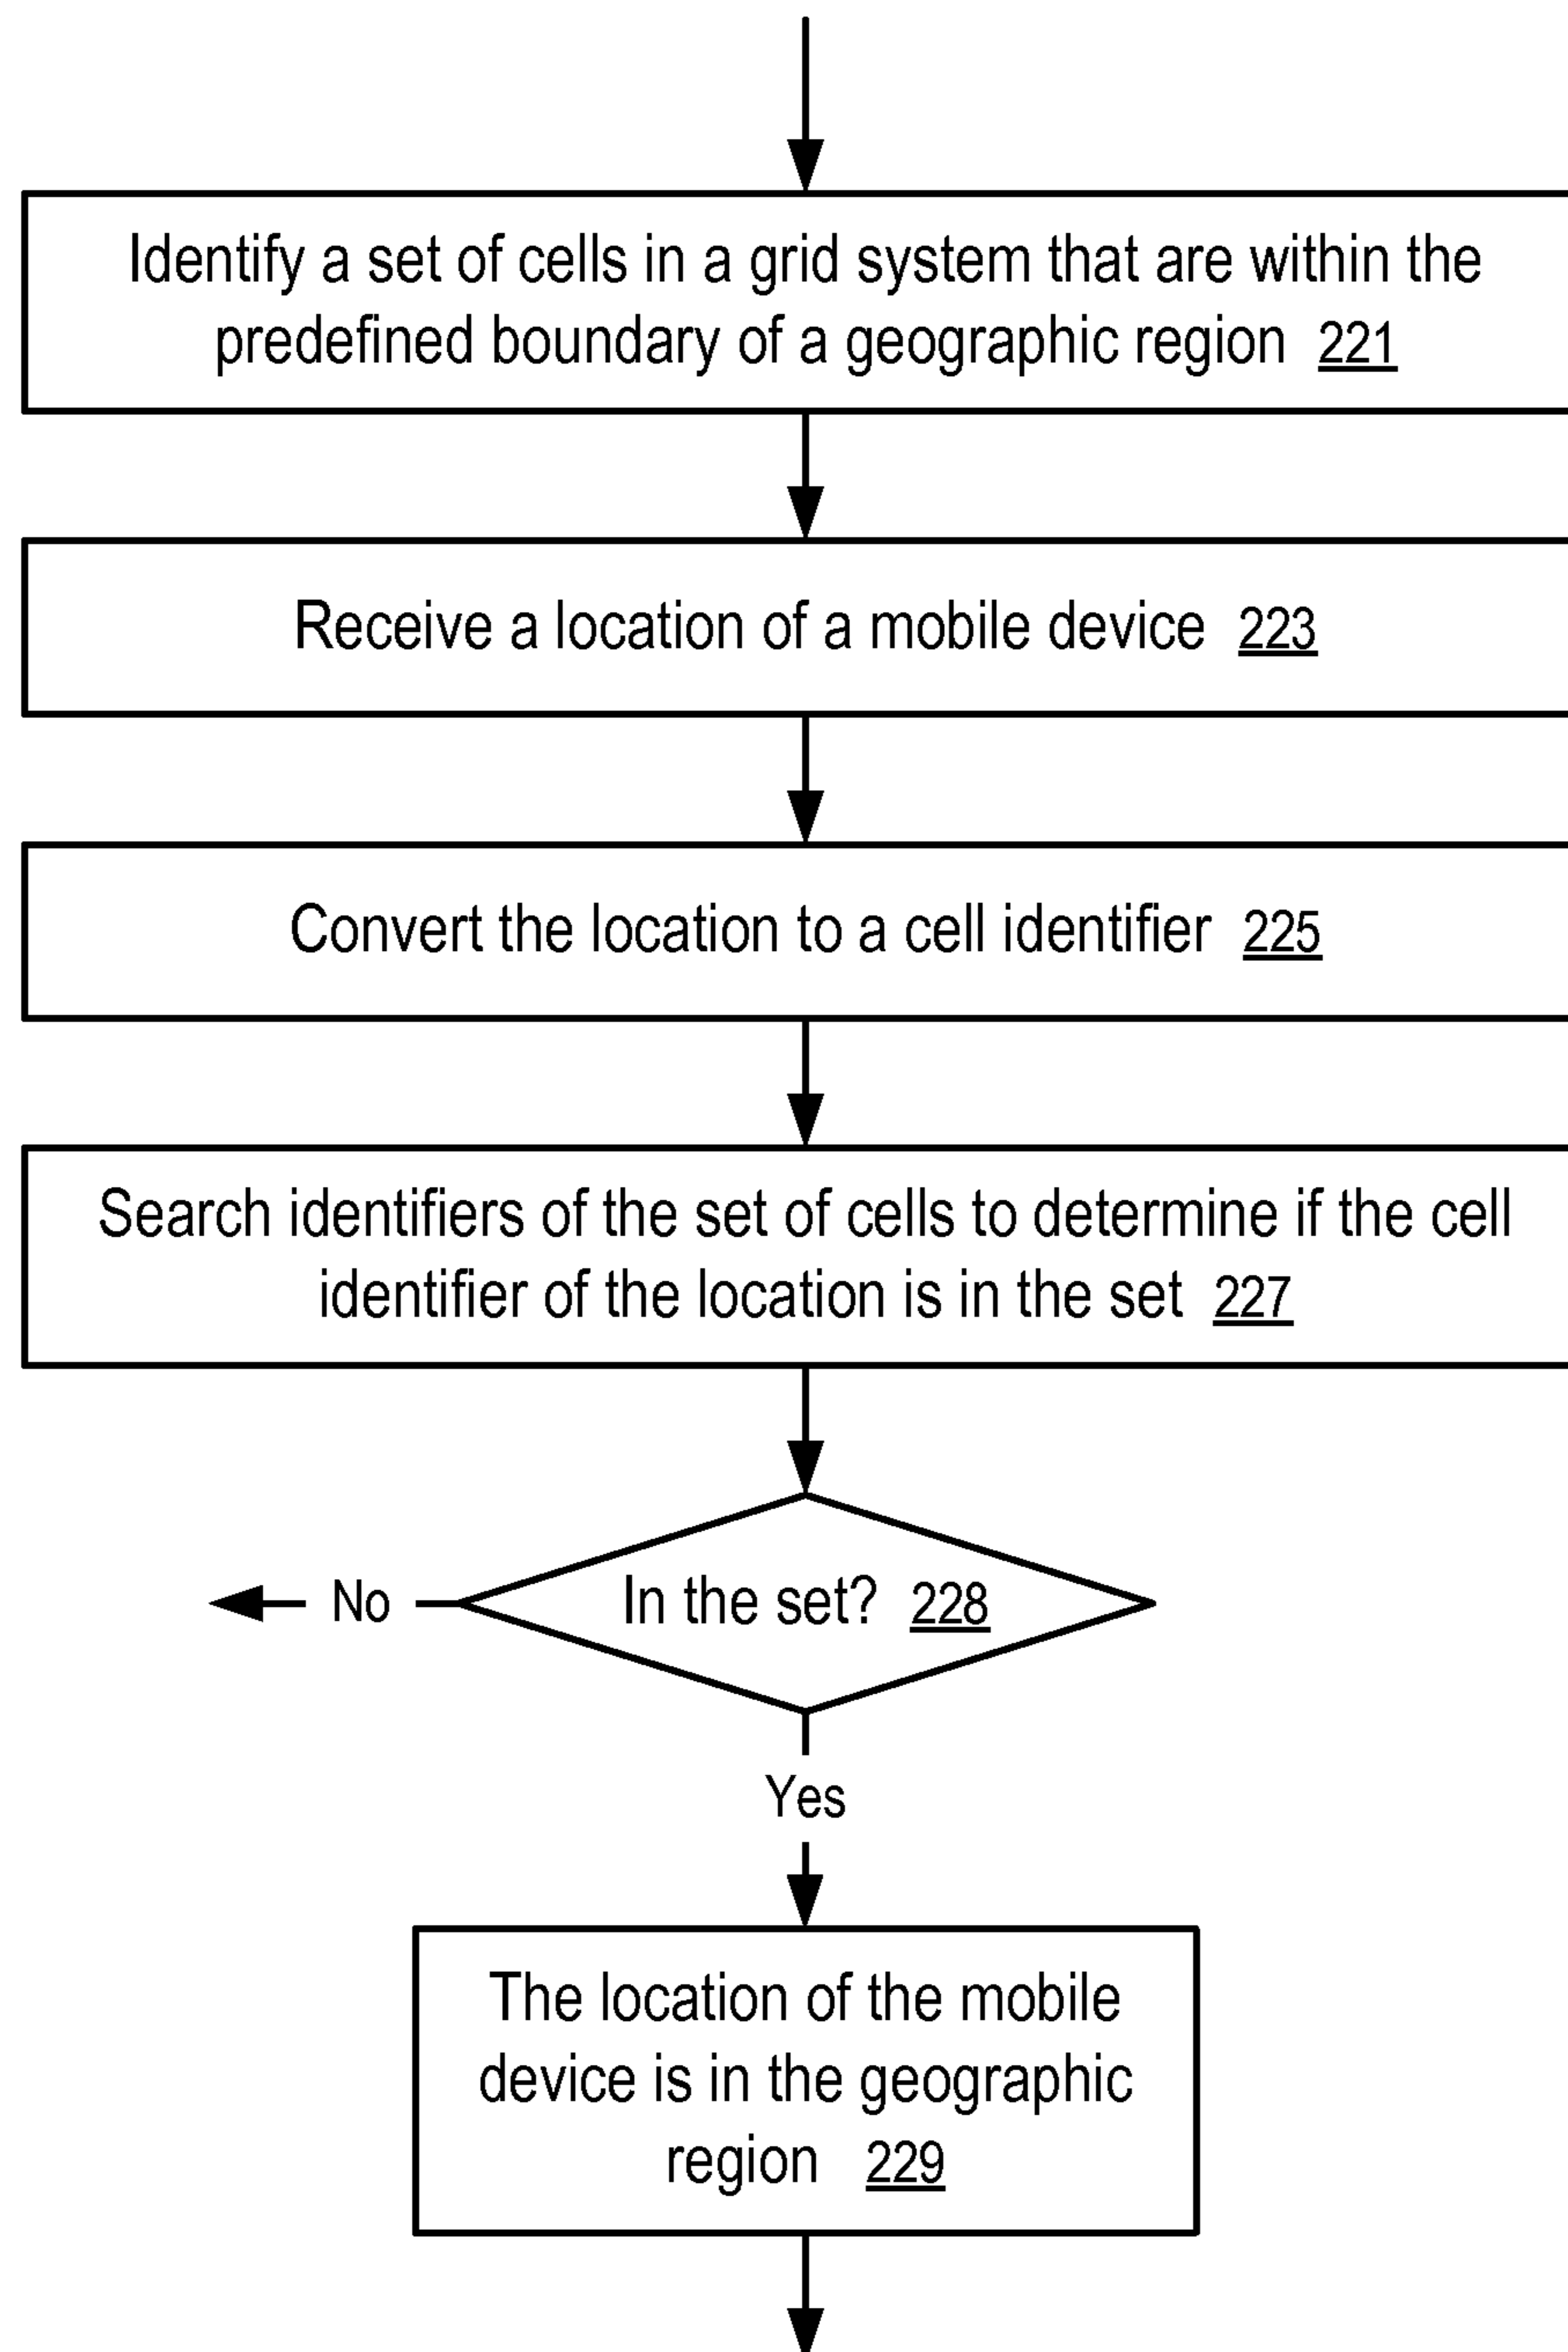 Identify a set of cells in a grid system that are within the
predefined boundary of a geographic region 221
Receive a location of a mobile device 223
Convert the location to a cell identifier 225
Search identifiers of the set of cells to determine if the cell
identifier of the location is in the set 227
In the set? 228
No
Yes
The location of the mobile
device is in the geographic
region 229